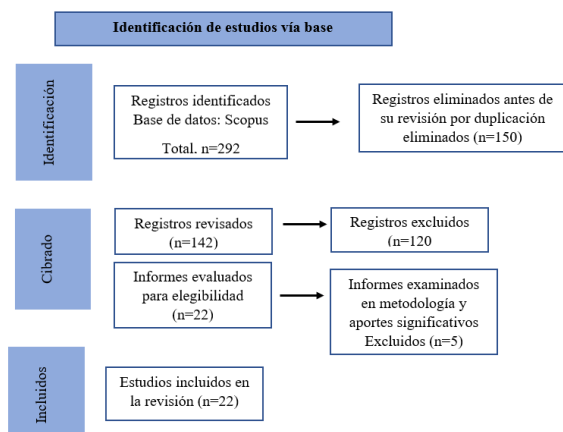 Identificación de estudios vía base
Identificación
Registros identificados
Base de datos: Scopus
Total. n=292
Registros eliminados antes de
su revisión por duplicación
eliminados (n=150)
Cibrado
Registros revisados
(n=142)
Registros excluidos
(n=120
Informes evaluados
para elegibilidad
(n=22)
Informes examinados
en metodología y
aportes significativos
Excluidos (n=5)
Incluidos
Estudios incluidos en
la revisión (n=22)